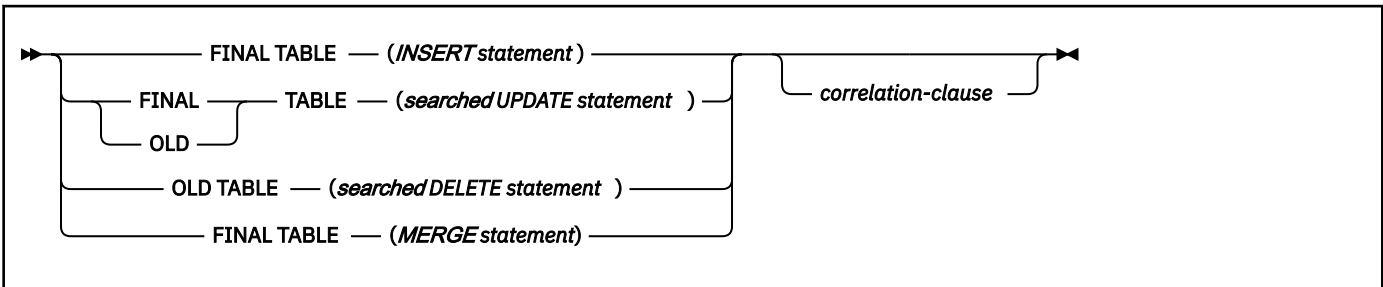 FINAL TABLE (INSERT statement )
FINAL TABLE (searched UPDATE statement )
OLD
correlation-clause
OLD TABLE (searched DELETE statement )
FINAL TABLE (MERGE statement)